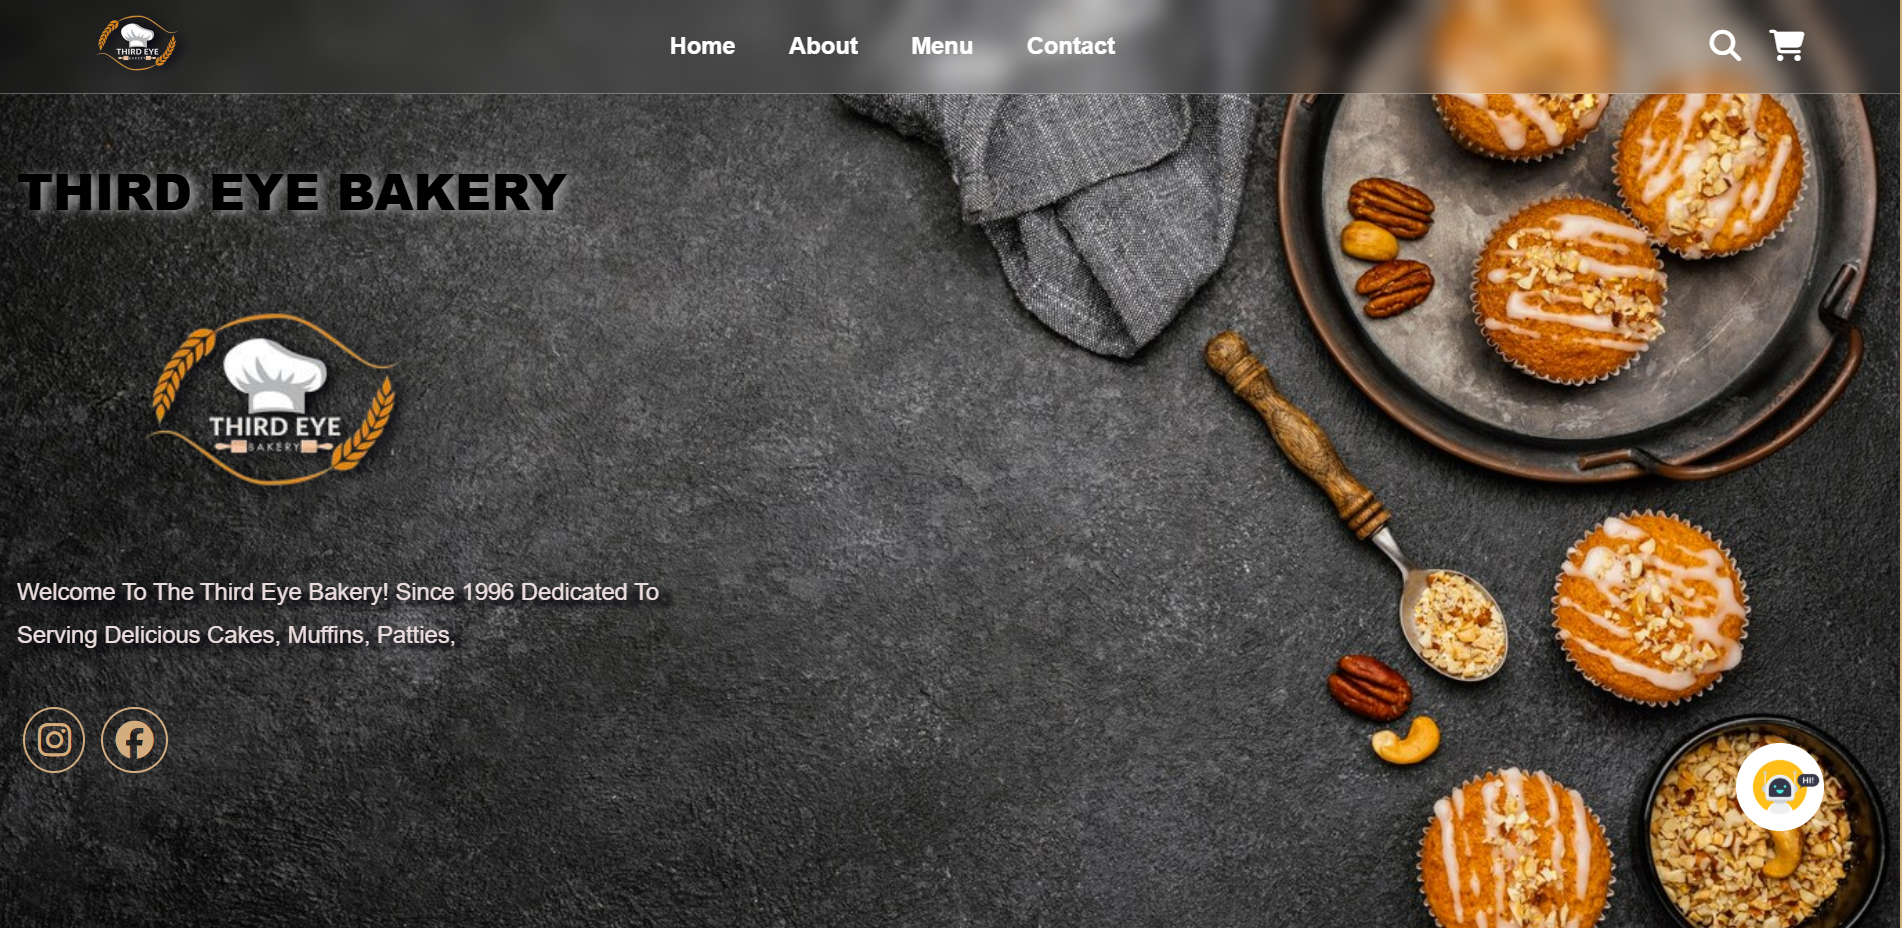 THIRD EYE
BAKERY
Home About Menu Contact
THIRD EYE BAKERY
THIRD EYE
BAKERY
Welcome To The Third Eye Bakery! Since 1996 Dedicated To
Serving Delicious Cakes, Muffins, Patties,
HI!